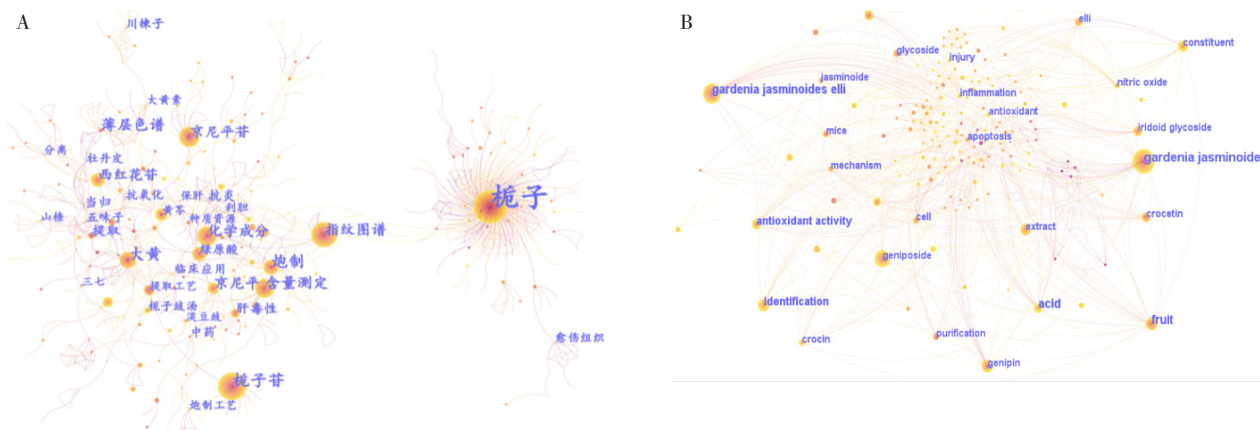 A
川楝子
大黄素
薄层色谱
京尼平苷
分离
牡丹皮
西红花苷
抗氧化
保肝 抗炎
当归
利胆
山楂
五味子
黄芩
种质资源
提取
化学成分
指纹图谱
栀子
大黄
绿原酸
临床应用
炮制
三七
提取工艺
京尼平
含量测定
栀子豉汤
淡豆豉
肝毒性
中药
愈伤组织
栀子苷
炮制工艺
B
elli
constituent
glycoside
injury
jasminoide
nitric oxide
gardenia jasminoides elli
inflammation
antioxidant
mice
apoptosis
iridoid glycoside
mechanism
gardenia jasminoide
antioxidant activity
cell
extract
crocetin
geniposide
identification
acid
fruit
crocin
purification
genipin